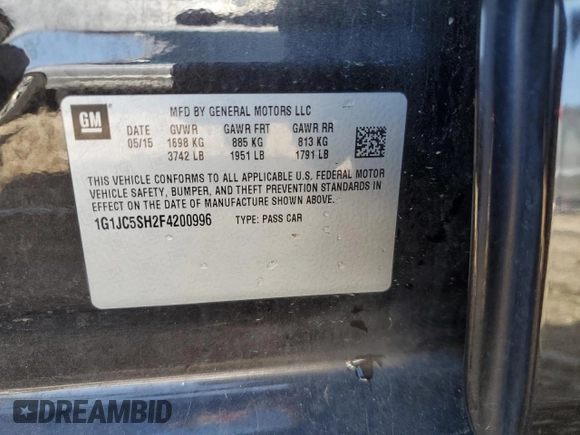 GM
MFD BY GENERAL MOTORS LLC
DATE GVWR GAWR FRT GAWR RR
05/15 1698 KG 885 KG 813 KG
3742 LB 1951 LB 1791 LB
THIS VEHICLE CONFORMS TO ALL APPLICABLE U.S. FEDERAL MOTOR
VEHICLE SAFETY, BUMPER, AND THEFT PREVENTION STANDARDS IN
EFFECT ON THE DATE OF MANUFACTURE SHOWN ABOVE.
1G1JC5SH2F4200996 TYPE: PASS CAR
DREAMBID